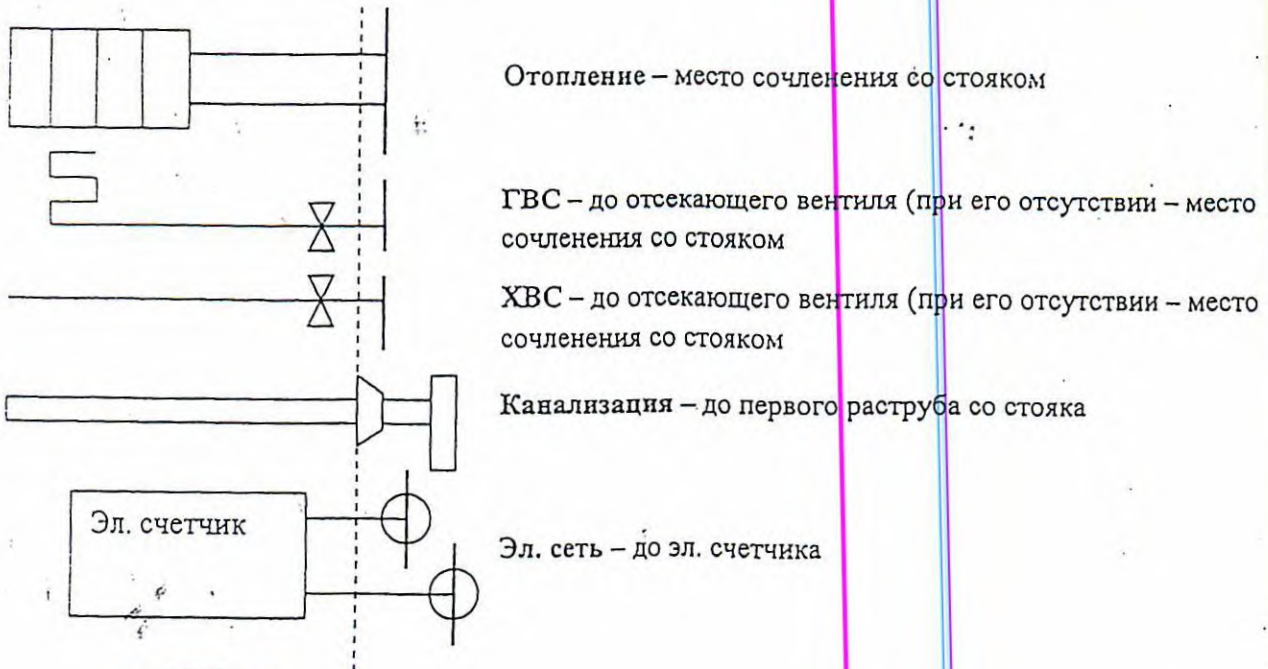 Отопление – место сочленения со стояком
ГВС – до отсекающего вентиля (при его отсутствии – место
сочленения со стояком
ХВС – до отсекающего вентиля (при его отсутствии – место
сочленения со стояком
Канализация – до первого раструба со стояка
Эл. счетчик
Эл. сеть – до эл. счетчика